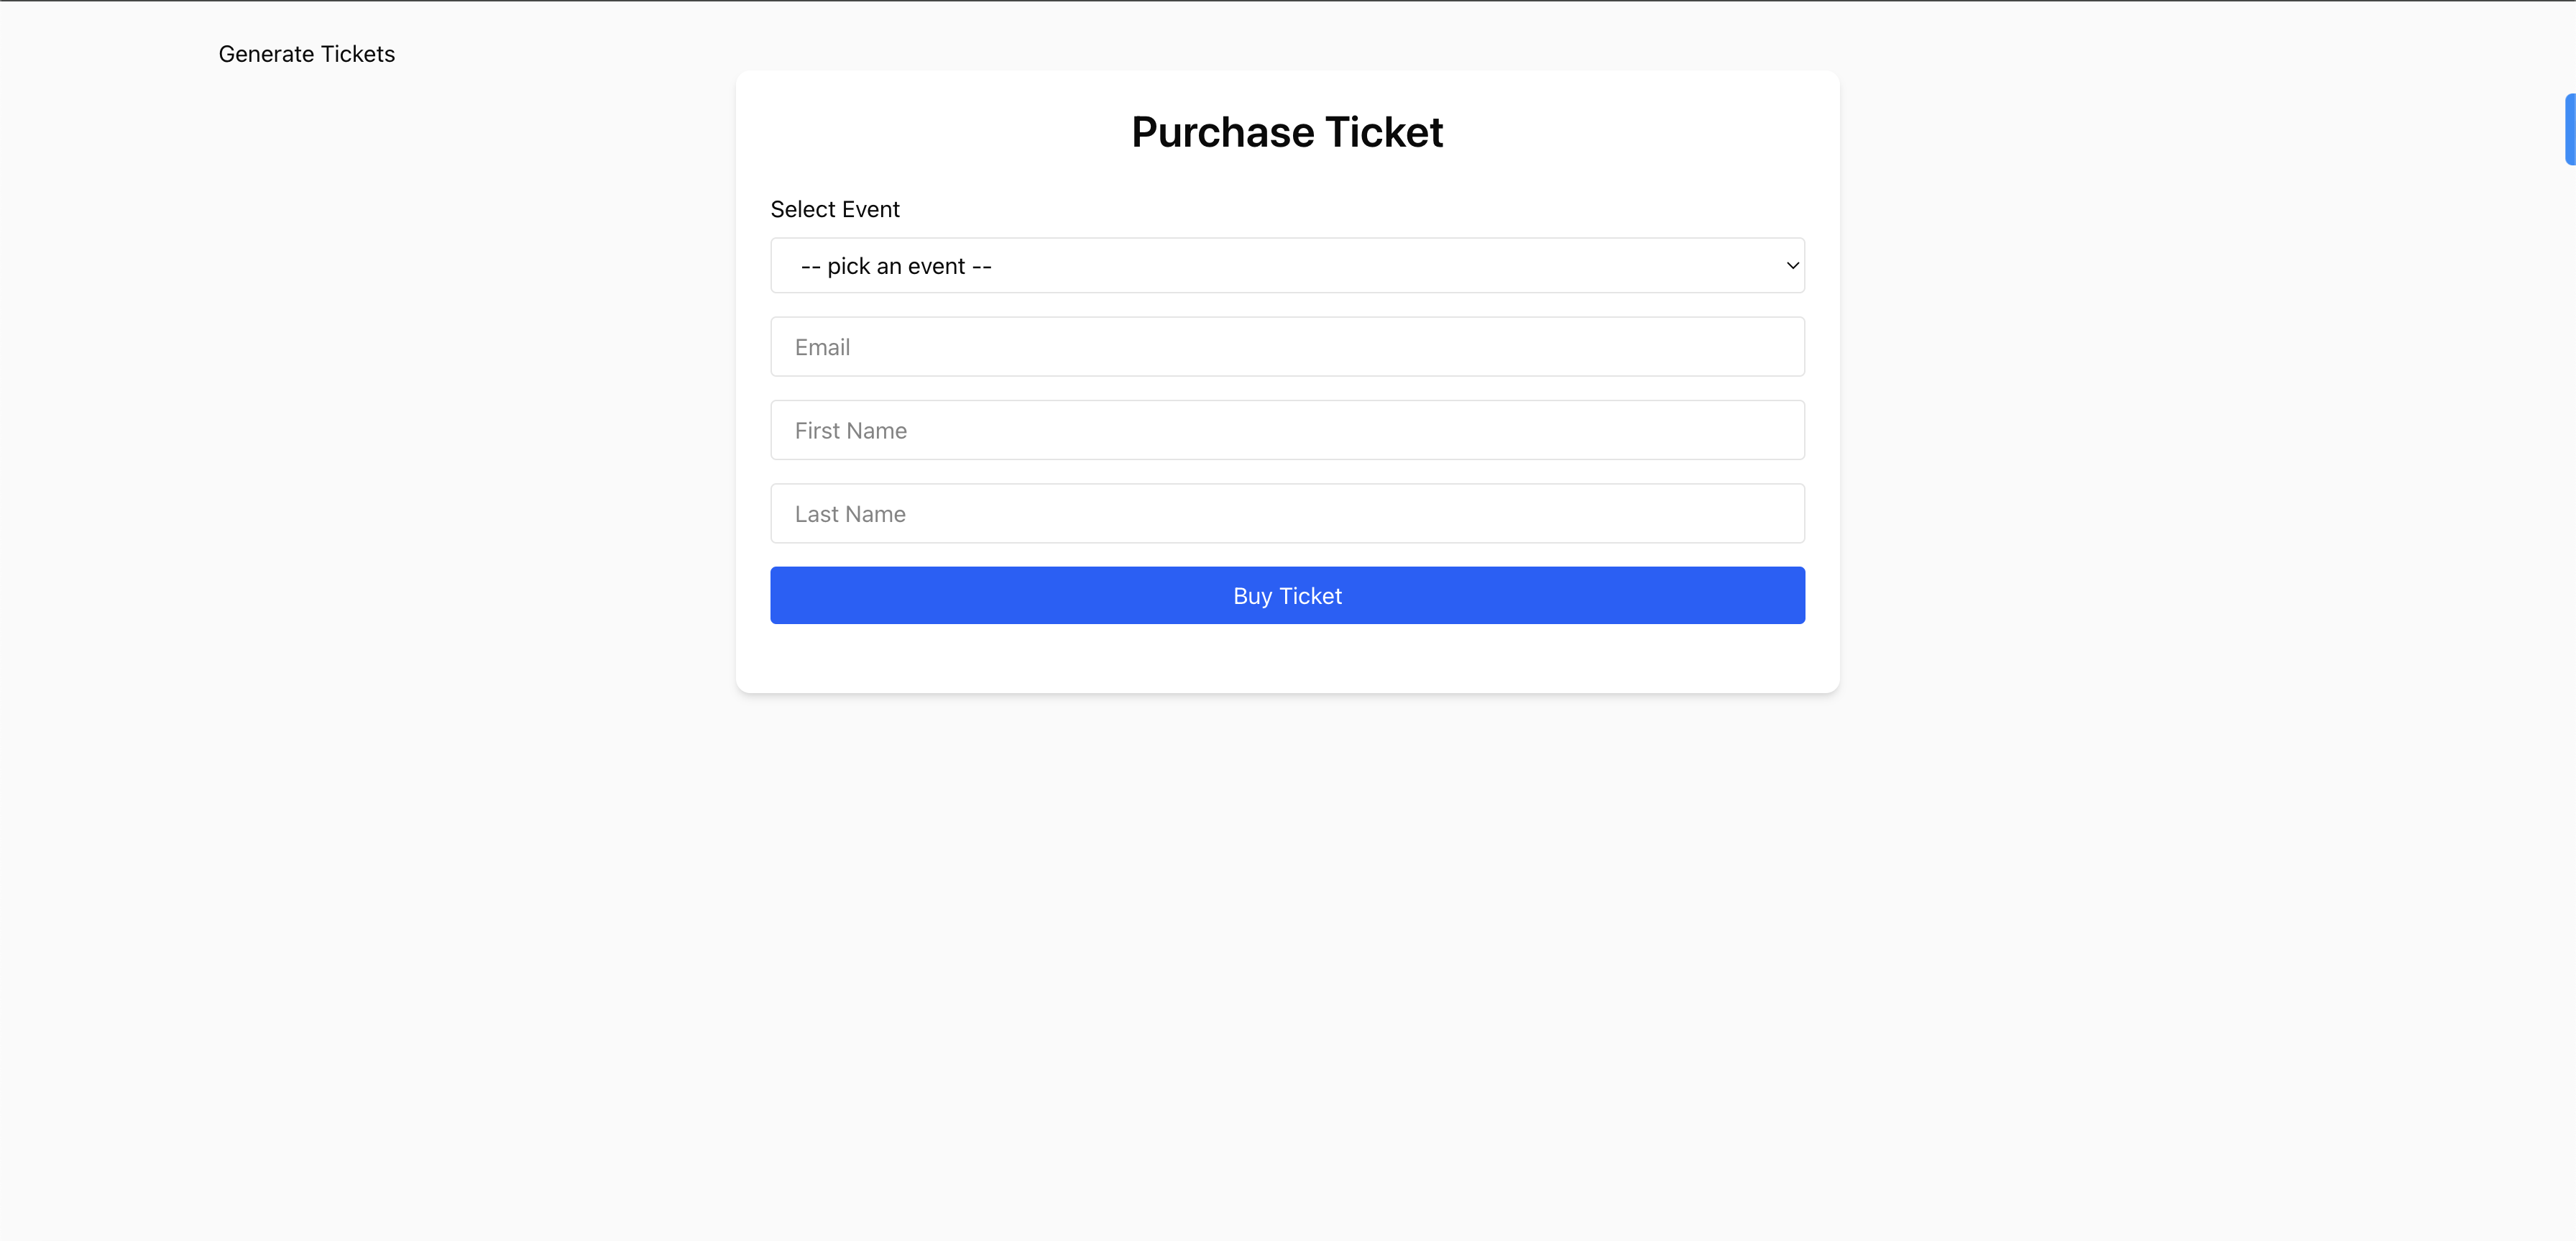 Generate Tickets
Purchase Ticket
Select Event
-- pick an event --
Email
First Name
Last Name
Buy Ticket